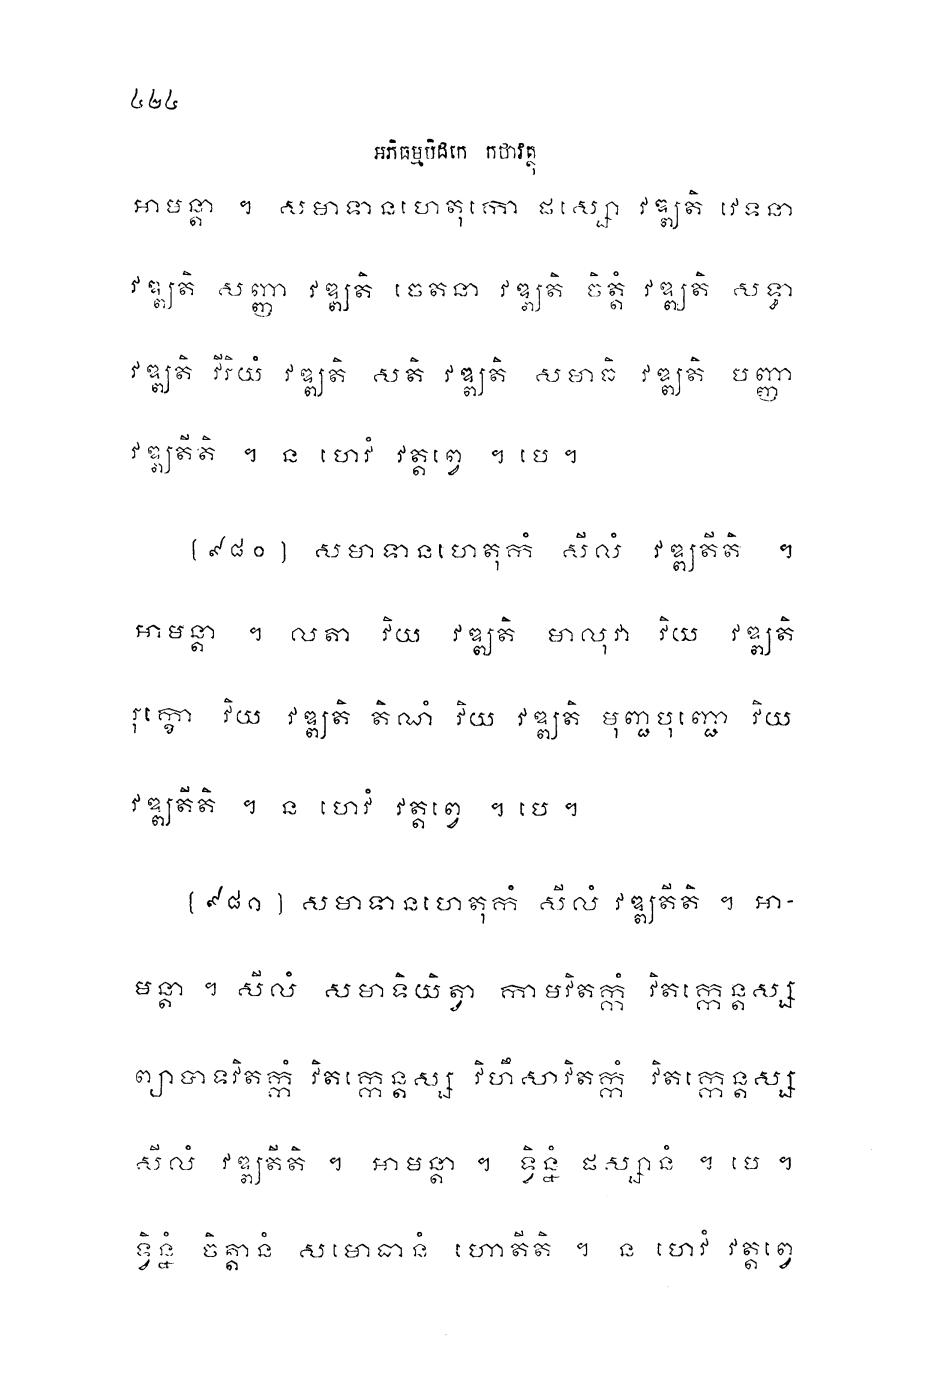 ៤២៤
អភិធម្មបិដកេ កថាវត្ថុ
អាមន្តា ។ សមាទានហេតុកោ ផស្សោ វឌ្ឍតិ វេទនា
វឌ្ឍតិ សញ្ញា វឌ្ឍតិ ចេតនា វឌ្ឍតិ ចិត្តំ វឌ្ឍតិ សទ្ធា
វឌ្ឍតិ វីរិយំ វឌ្ឍតិ សតិ វឌ្ឍតិ សមាធិ វឌ្ឍតិ បញ្ញា
វឌ្ឍតីតិ ។ ន ហេវំ វត្តព្វេ ។ បេ ។
(៩៨០) សមាទានហេតុកំ សីលំ វឌ្ឍតីតិ ។
អាមន្តា ។ លតា វិយ វឌ្ឍតិ មាលុវា វិយ វឌ្ឍតិ
រុក្ខោ វិយ វឌ្ឍតិ តិណំ វិយ វឌ្ឍតិ មុញ្ជបុញ្ជោ វិយ
វឌ្ឍតីតិ ។ ន ហេវំ វត្តព្វេ ។ បេ ។
(៩៨១) សមាទានហេតុកំ សីលំ វឌ្ឍតីតិ ។ អា-
មន្តា ។ សីលំ សមាទិយិត្វា កាមវិតក្កំ វិតក្កេន្តស្ស
ព្យាបាទវិតក្កំ វិតក្កេន្តស្ស វិហឹសាវិតក្កំ វិតក្កេន្តស្ស
សីលំ វឌ្ឍតីតិ ។ អាមន្តា ។ ទ្វិន្នំ ផស្សានំ ។ បេ ។
ទ្វិន្នំ ចិត្តានំ សមោធានំ ហោតីតិ ។ ន ហេវំ វត្តព្វេ